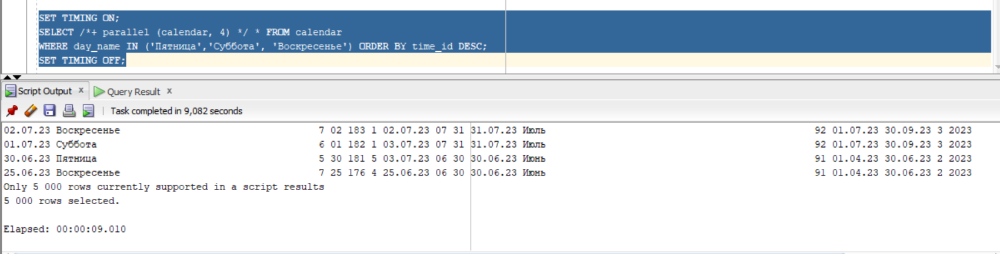 SET TIMING ON;
SELECT /*+ parallel (calendar, 4) */ * FROM calendar
WHERE day_name IN ('Пятница','Суббота', 'Воскресенье') ORDER BY time_id DESC;
SET TIMING OFF;
Script Output x Query Result x
Task completed in 9,082 seconds
02.07.23 Воскресенье 7 02 183 1 02.07.23 07 31 31.07.23 Июль 92 01.07.23 30.09.23 3 2023
01.07.23 Суббота 6 01 182 1 03.07.23 07 31 31.07.23 Июль 92 01.07.23 30.09.23 3 2023
30.06.23 Пятница 5 30 181 5 03.07.23 06 30 30.06.23 Июнь 91 01.04.23 30.06.23 2 2023
25.06.23 Воскресенье 7 25 176 4 25.06.23 06 30 30.06.23 Июнь 91 01.04.23 30.06.23 2 2023
Only 5 000 rows currently supported in a script results
5 000 rows selected.
Elapsed: 00:00:09.010